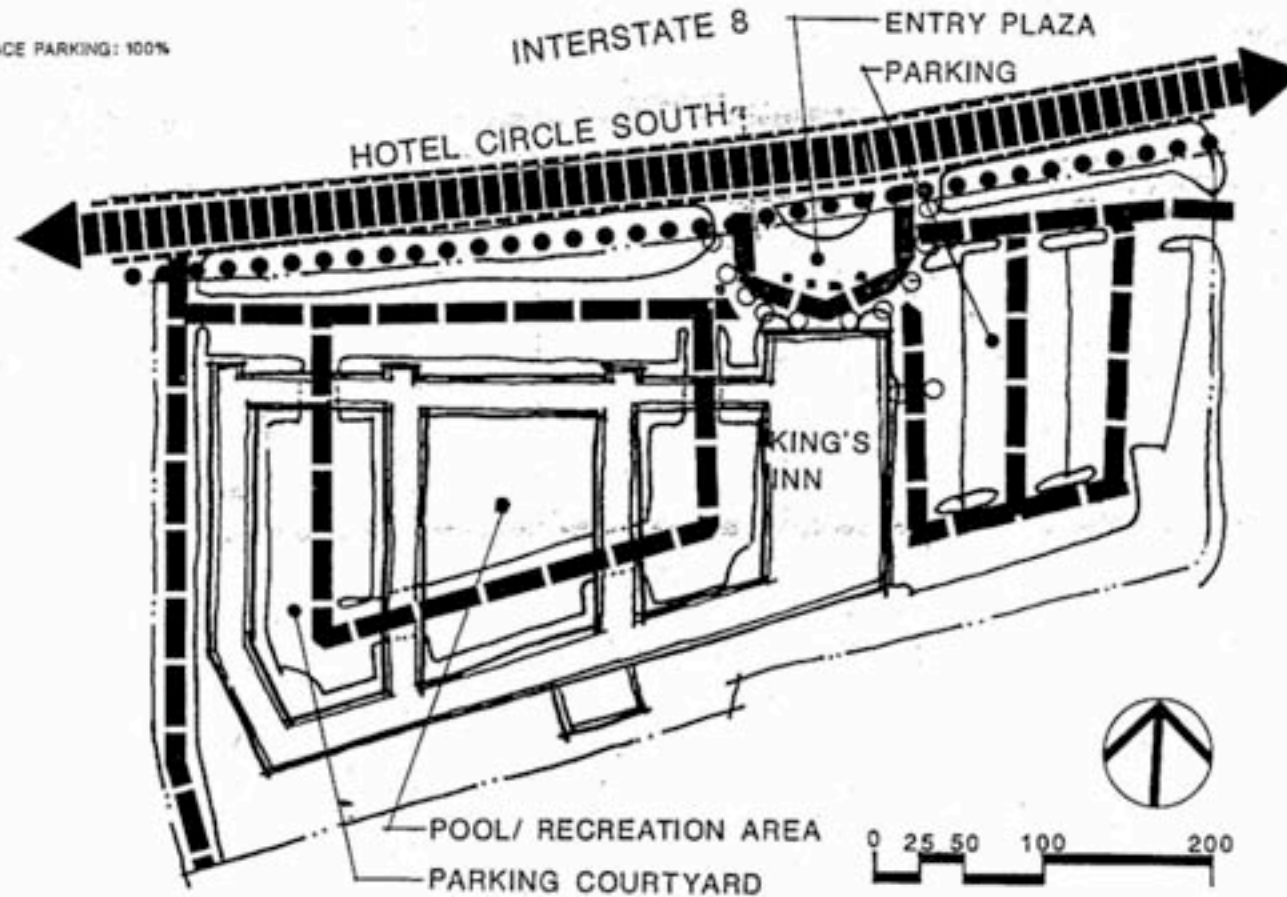 CE PARKING: 100%
INTERSTATE 8
ENTRY PLAZA
PARKING
HOTEL CIRCLE SOUTH
KING'S
INN
POOL/ RECREATION AREA
PARKING COURTYARD
0 25 50 100 200